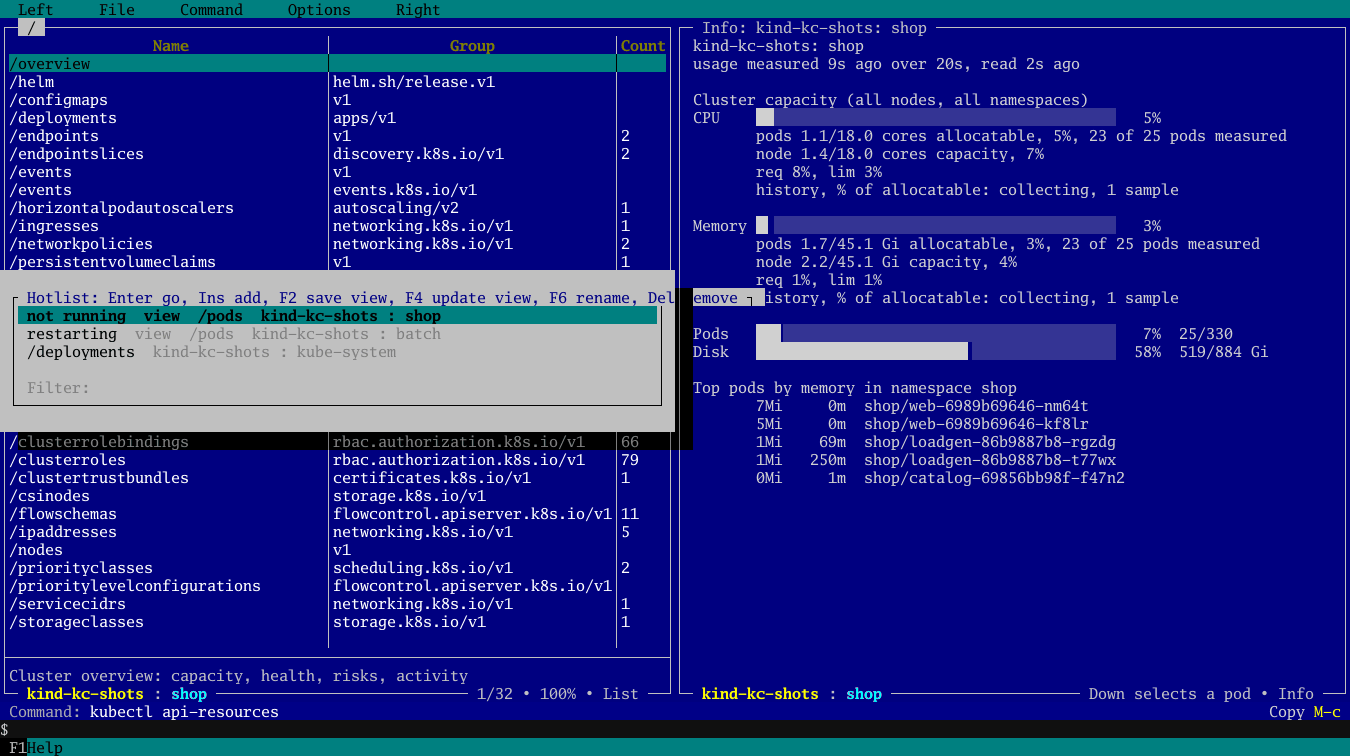 Left File Command Options Right
/
Name Group Count
/overview
/helm helm.sh/release.v1
/configmaps v1
/deployments apps/v1
/endpoints v1 2
/endpointslices discovery.k8s.io/v1 2
/events v1
/events events.k8s.io/v1
/horizontalpodautoscalers autoscaling/v2 1
/ingresses networking.k8s.io/v1 1
/networkpolicies networking.k8s.io/v1 2
/persistentvolumeclaims v1 1
Hotlist: Enter go, Ins add, F2 save view, F4 update view, F6 rename, Del emove
not running view /pods kind-kc-shots : shop
restarting view /pods kind-kc-shots : batch
/deployments kind-kc-shots : kube-system
Filter:
/clusterrolebindings rbac.authorization.k8s.io/v1 66
/clusterroles rbac.authorization.k8s.io/v1 79
/clustertrustbundles certificates.k8s.io/v1 1
/csinodes storage.k8s.io/v1
/flowschemas flowcontrol.apiserver.k8s.io/v1 11
/ipaddresses networking.k8s.io/v1 5
/nodes v1
/priorityclasses scheduling.k8s.io/v1 2
/prioritylevelconfigurations flowcontrol.apiserver.k8s.io/v1
/servicecidrs networking.k8s.io/v1 1
/storageclasses storage.k8s.io/v1 1
Cluster overview: capacity, health, risks, activity
kind-kc-shots : shop 1/32 • 100% • List
Info: kind-kc-shots: shop
kind-kc-shots: shop
usage measured 9s ago over 20s, read 2s ago
Cluster capacity (all nodes, all namespaces)
CPU 5%
pods 1.1/18.0 cores allocatable, 5%, 23 of 25 pods measured
node 1.4/18.0 cores capacity, 7%
req 8%, lim 3%
history, % of allocatable: collecting, 1 sample
Memory 3%
pods 1.7/45.1 Gi allocatable, 3%, 23 of 25 pods measured
node 2.2/45.1 Gi capacity, 4%
req 1%, lim 1%
istory, % of allocatable: collecting, 1 sample
Pods 7% 25/330
Disk 58% 519/884 Gi
Top pods by memory in namespace shop
7Mi 0m shop/web-6989b69646-nm64t
5Mi 0m shop/web-6989b69646-kf8lr
1Mi 69m shop/loadgen-86b9887b8-rgzdg
1Mi 250m shop/loadgen-86b9887b8-t77wx
0Mi 1m shop/catalog-69856bb98f-f47n2
kind-kc-shots : shop Down selects a pod • Info
Command: kubectl api-resources Copy M-c
$
F1Help